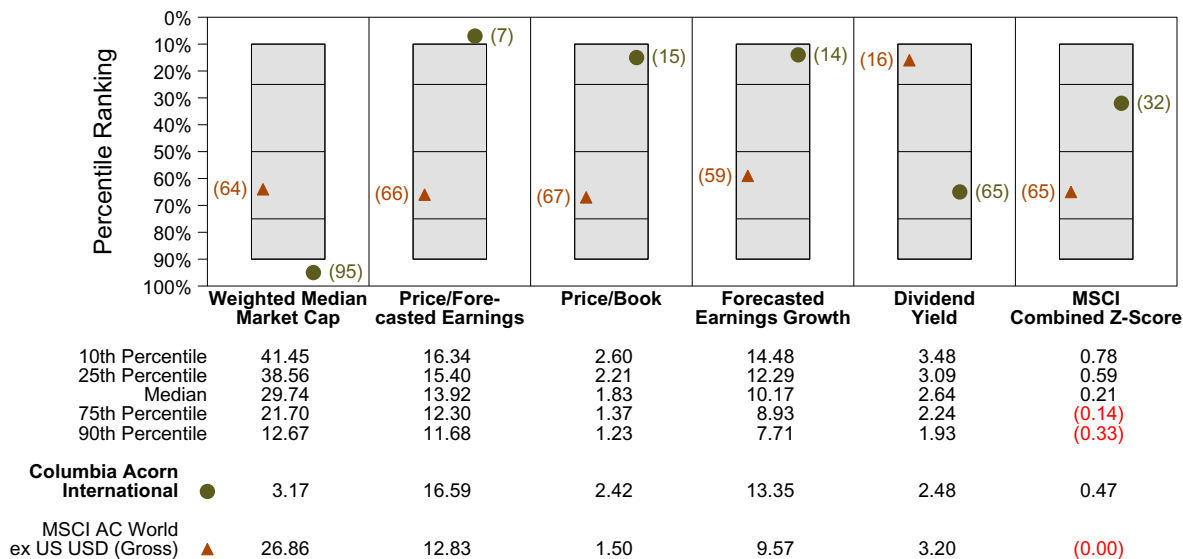 Percentile Ranking
0%
10%
20%
30%
40%
50%
60%
70%
80%
90%
100%
(64)
(95)
(66)
(7)
(67)
(15)
(59)
(14)
(16)
(65)
(65)
(32)
Weighted Median
Market Cap
Price/Fore-
casted Earnings
Price/Book
Forecasted
Earnings Growth
Dividend
Yield
MSCI
Combined Z-Score
10th Percentile 41.45 16.34 2.60 14.48 3.48 0.78
25th Percentile 38.56 15.40 2.21 12.29 3.09 0.59
Median 29.74 13.92 1.83 10.17 2.64 0.21
75th Percentile 21.70 12.30 1.37 8.93 2.24 (0.14)
90th Percentile 12.67 11.68 1.23 7.71 1.93 (0.33)
Columbia Acorn
International 3.17 16.59 2.42 13.35 2.48 0.47
MSCI AC World
ex US USD (Gross) 26.86 12.83 1.50 9.57 3.20 (0.00)